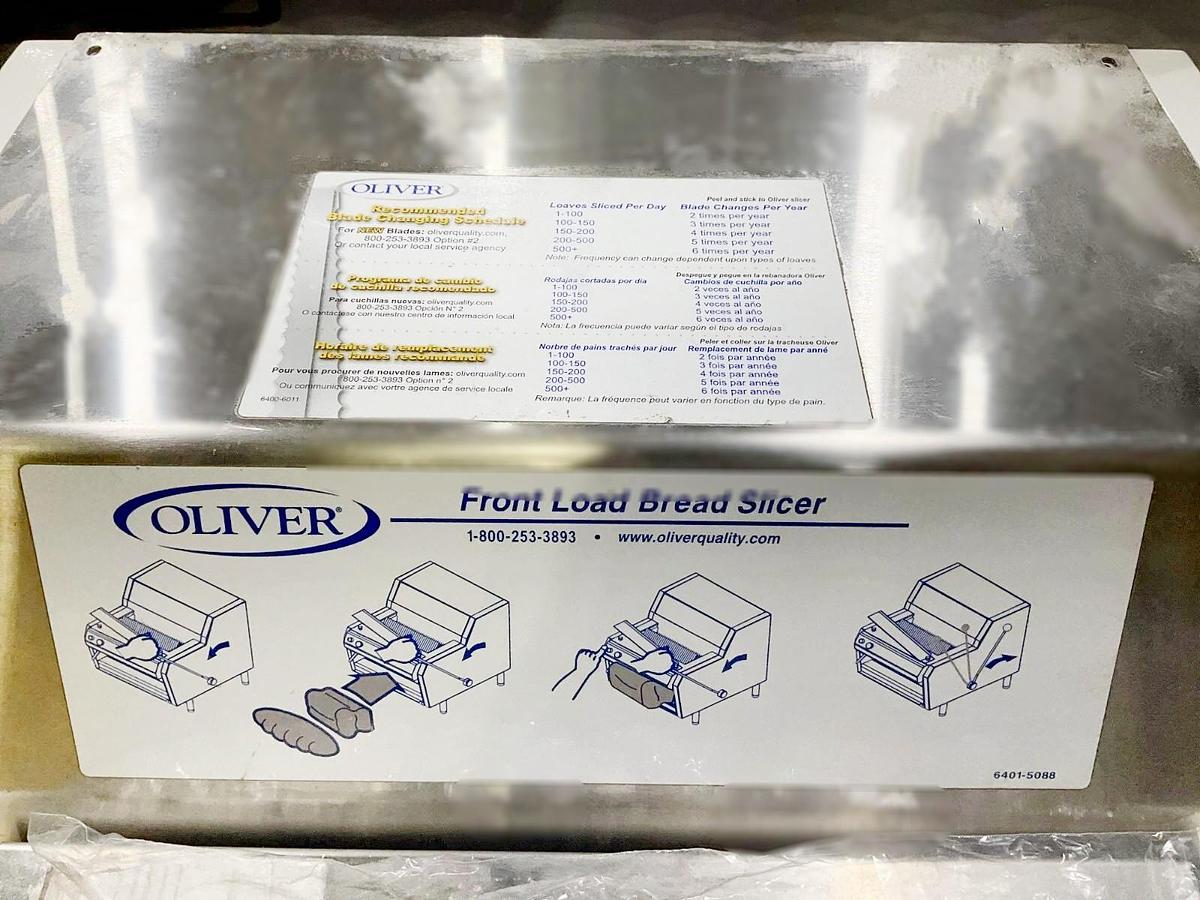 OLIVER
Recommended
Blade Changing Schedule
For NEW Blades: oliverquality.com,
800-253-3893 Option #2
Or contact your local service agency
Peel and stick to Oliver slicer
Loaves Sliced Per Day Blade Changes Per Year
1-100 2 times per year
100-150 3 times per year
150-200 4 times per year
200-500 5 times per year
500+ 6 times per year
Note: Frequency can change dependent upon types of loaves
Programa de cambio
de cuchilla recomendado
Para cuchillas nuevas: oliverquality.com
800-253-3893 Opción N° 2
O contáctese con nuestro centro de información local
Despegue y pegue en la rebanadora Oliver
Rodajas cortadas por día Cambios de cuchilla por año
1-100 2 veces al año
100-150 3 veces al año
150-200 4 veces al año
200-500 5 veces al año
500+ 6 veces al año
Nota: La frecuencia puede variar según el tipo de rodajas
Horaire de remplacement
des lames recommandé
Pour vous procurer de nouvelles lames: oliverquality.com
800-253-3893 Option n° 2
Ou communiquez avec vortre agence de service locale
6400-6011
Peler et coller sur la tracheuse Oliver
Norbre de pains trachés par jour Remplacement de lame par anné
1-100 2 fois par année
100-150 3 fois par année
150-200 4 fois par année
200-500 5 fois par année
500+ 6 fois par année
Remarque: La fréquence peut varier en fonction du type de pain.
OLIVER®
Front Load Bread Slicer
1-800-253-3893 • www.oliverquality.com
6401-5088